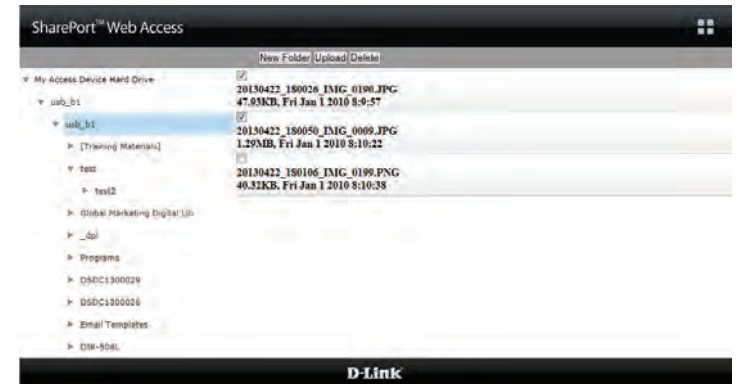 SharePort™ Web Access
New Folder Upload Delete
My Access Device Hard Drive
usb_b1
usb_b1
[Training Materials]
test
test2
Global Marketing Digital Lib
_dpl
Programs
DSDC1300029
DSDC1300026
Email Templates
DIR-508L
20130422_180026_IMG_0190.JPG
47.93KB, Fri Jan 1 2010 8:9:57
20130422_180050_IMG_0009.JPG
1.29MB, Fri Jan 1 2010 8:10:22
20130422_180106_IMG_0199.PNG
40.32KB, Fri Jan 1 2010 8:10:38
D-Link